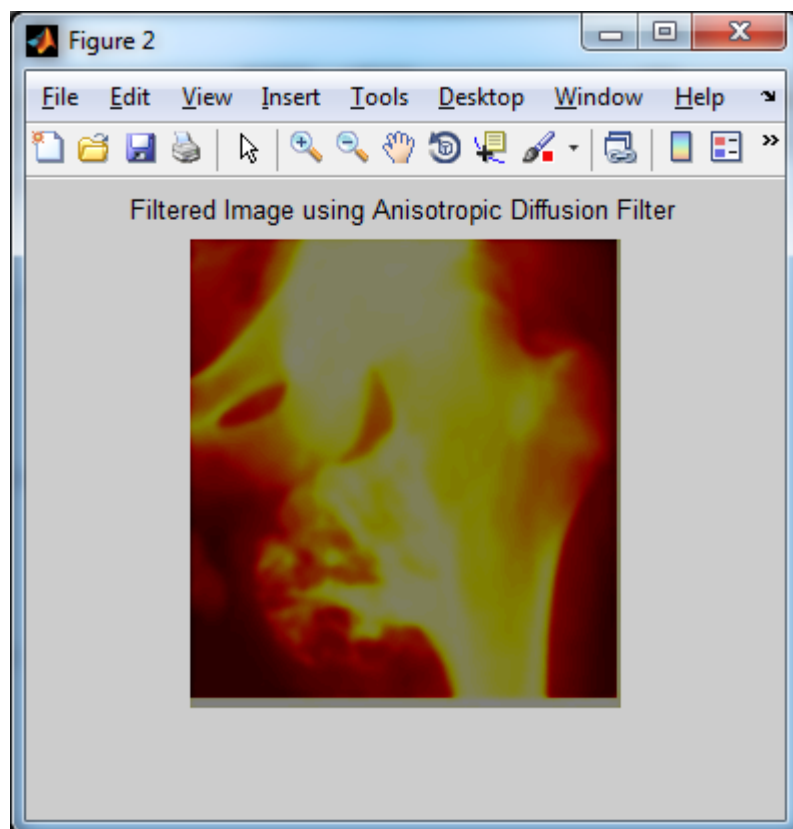 Figure 2
File Edit View Insert Tools Desktop Window Help
Filtered Image using Anisotropic Diffusion Filter